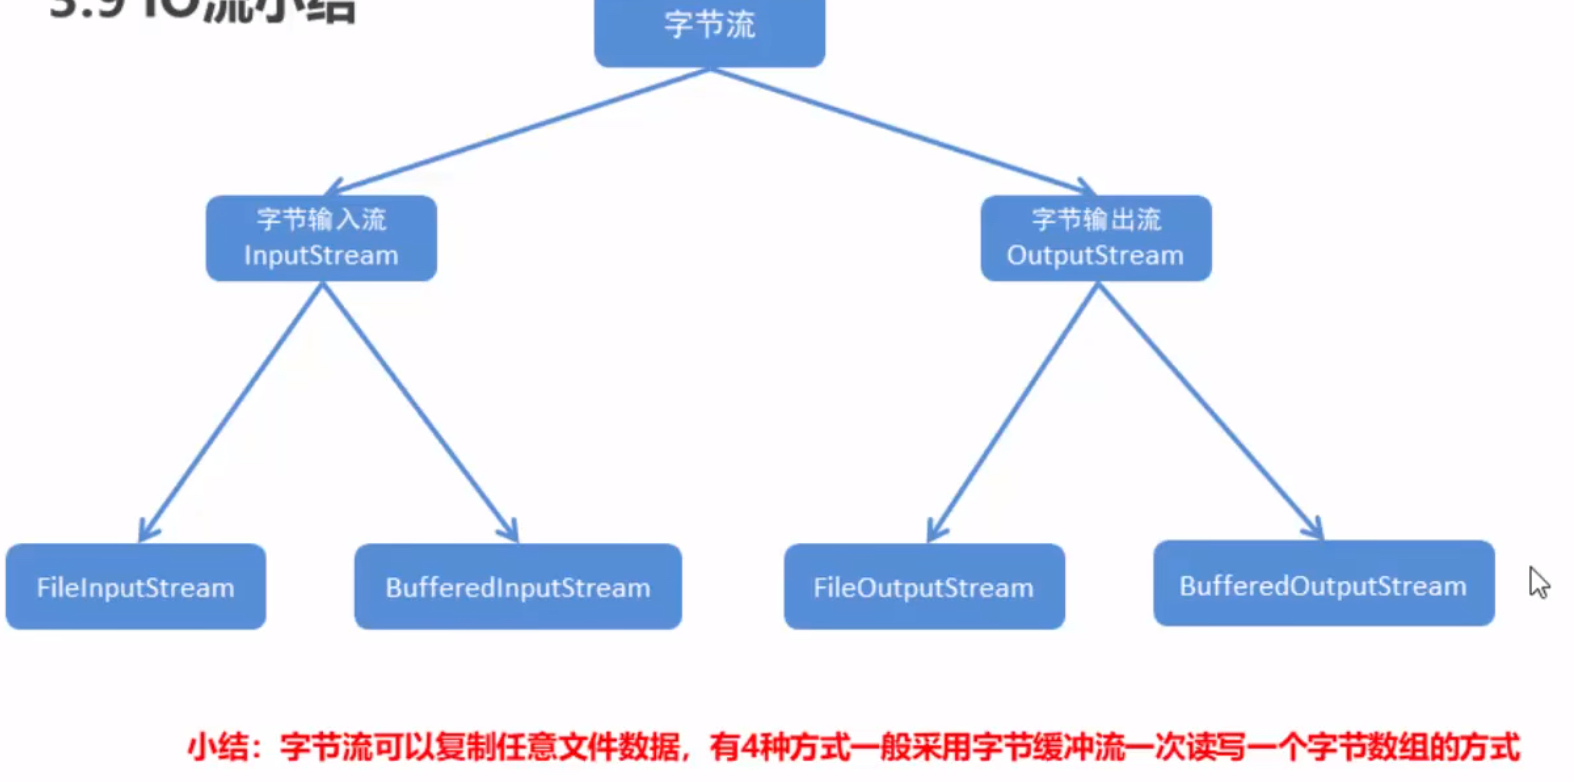 3.9 IO流小结
字节流
字节输入流
InputStream
字节输出流
OutputStream
FileInputStream
BufferedInputStream
FileOutputStream
BufferedOutputStream
小结：字节流可以复制任意文件数据，有4种方式一般采用字节缓冲流一次读写一个字节数组的方式